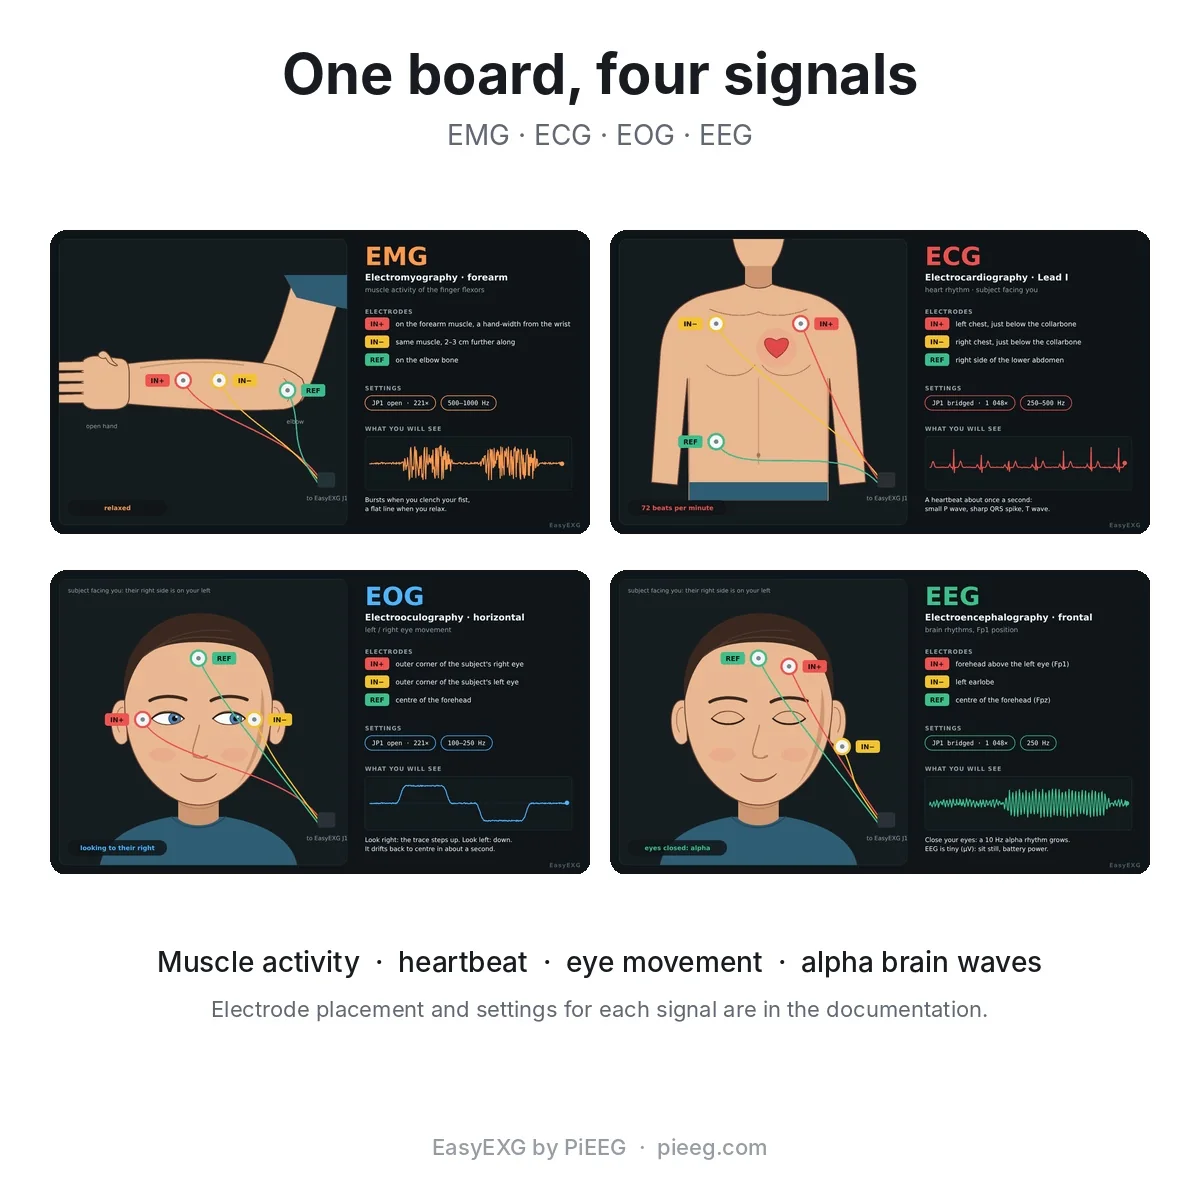 One board, four signals
EMG · ECG · EOG · EEG
EMG
Electromyography · forearm
muscle activity of the finger flexors
ELECTRODES
IN+ on the forearm muscle, a hand-width from the wrist
IN− same muscle, 2–3 cm further along
REF on the elbow bone
SETTINGS
JP1 open · 221× 500–1000 Hz
WHAT YOU WILL SEE
Bursts when you clench your fist,
a flat line when you relax.
EasyEXG
IN+ IN− REF
open hand
elbow
to EasyEXG J1
relaxed
ECG
Electrocardiography · Lead I
heart rhythm · subject facing you
ELECTRODES
IN+ left chest, just below the collarbone
IN− right chest, just below the collarbone
REF right side of the lower abdomen
SETTINGS
JP1 bridged · 1 048× 250–500 Hz
WHAT YOU WILL SEE
A heartbeat about once a second:
small P wave, sharp QRS spike, T wave.
EasyEXG
IN− IN+
REF
to EasyEXG J1
72 beats per minute
subject facing you: their right side is on your left
EOG
Electrooculography · horizontal
left / right eye movement
ELECTRODES
IN+ outer corner of the subject's right eye
IN− outer corner of the subject's left eye
REF centre of the forehead
SETTINGS
JP1 open · 221× 100–250 Hz
WHAT YOU WILL SEE
Look right: the trace steps up. Look left: down.
It drifts back to centre in about a second.
EasyEXG
REF
IN+ IN−
to EasyEXG J1
looking to their right
subject facing you: their right side is on your left
EEG
Electroencephalography · frontal
brain rhythms, Fp1 position
ELECTRODES
IN+ forehead above the left eye (Fp1)
IN− left earlobe
REF centre of the forehead (Fpz)
SETTINGS
JP1 bridged · 1 048× 250 Hz
WHAT YOU WILL SEE
Close your eyes: a 10 Hz alpha rhythm grows.
EEG is tiny (µV): sit still, battery power.
EasyEXG
REF IN+
IN−
to EasyEXG J1
eyes closed: alpha
Muscle activity · heartbeat · eye movement · alpha brain waves
Electrode placement and settings for each signal are in the documentation.
EasyEXG by PiEEG · pieeg.com